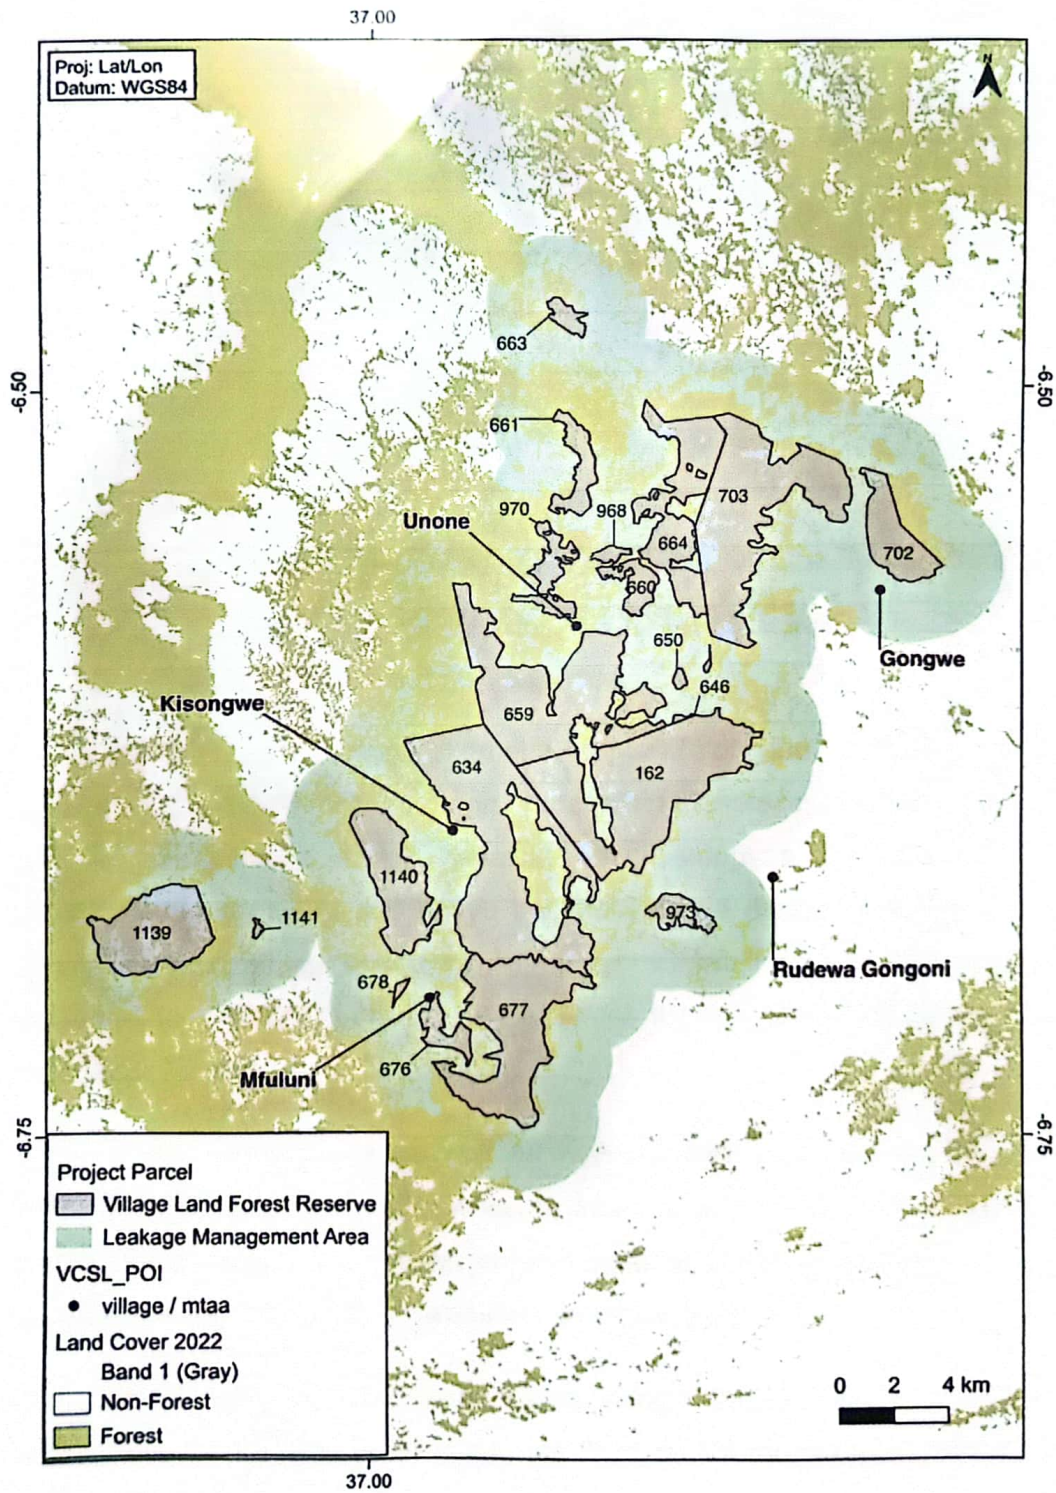 37.00
Proj: Lat/Lon
Datum: WGS84
N
663
-6.50
-6.50
661
703
970
968
Unone
664
702
660
650
Gongwe
646
Kisongwe
659
634
162
1140
1141
973
1139
Rudewa Gongoni
678
677
676
Mfuluni
-6.75
-6.75
Project Parcel
Village Land Forest Reserve
Leakage Management Area
VCSL_POI
village / mtaa
Land Cover 2022
Band 1 (Gray)
Non-Forest
Forest
0 2 4 km
37.00